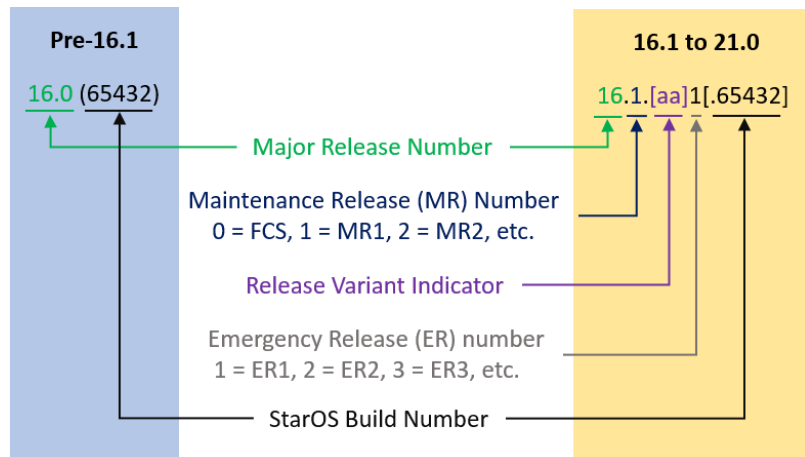 Pre-16.1
16.1 to 21.0
16.0 (65432)
16.1.[aa]1[.65432]
Major Release Number
Maintenance Release (MR) Number
0 = FCS, 1 = MR1, 2 = MR2, etc.
Release Variant Indicator
Emergency Release (ER) number
1 = ER1, 2 = ER2, 3 = ER3, etc.
StarOS Build Number